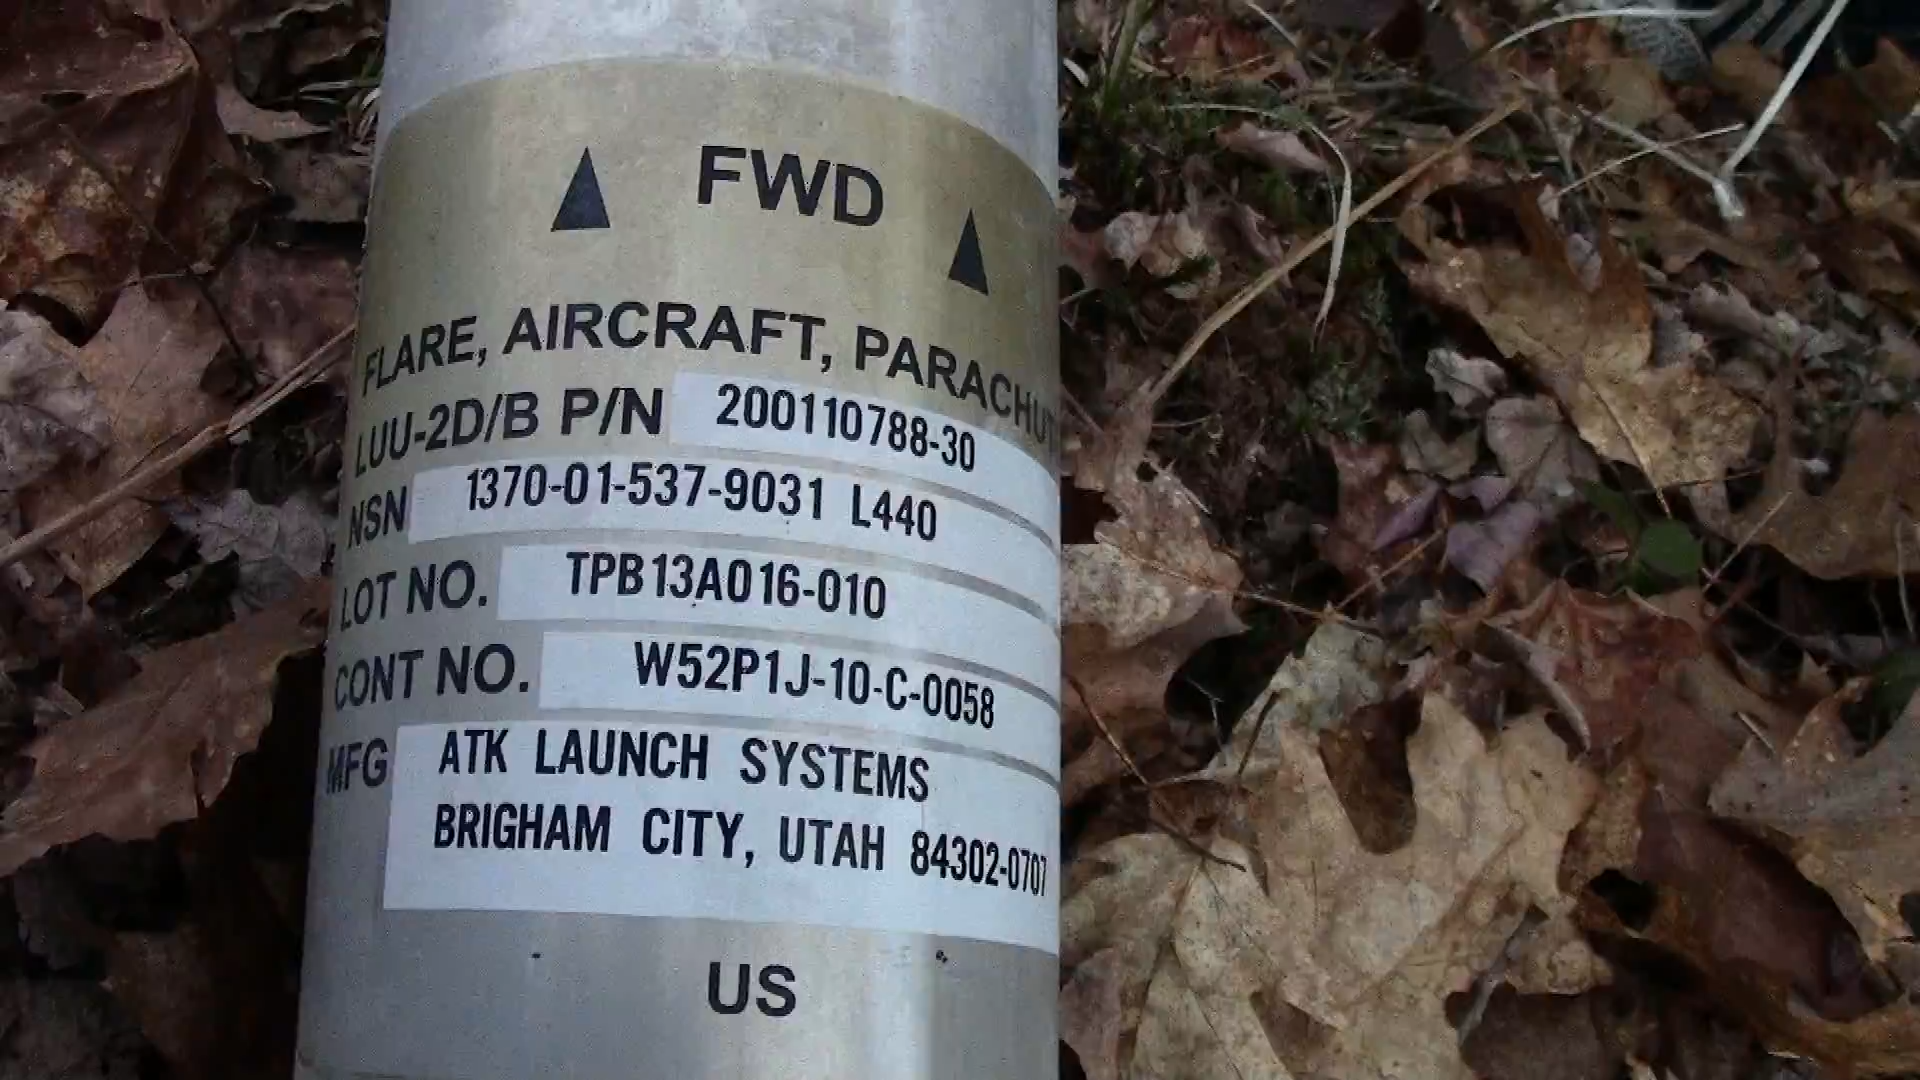 FWD
FLARE, AIRCRAFT, PARACHU
LUU-2D/B P/N 200110788-30
NSN 1370-01-537-9031 L440
LOT NO. TPB13A016-010
CONT NO. W52P1J-10-C-0058
MFG ATK LAUNCH SYSTEMS
BRIGHAM CITY, UTAH 84302-0707
US